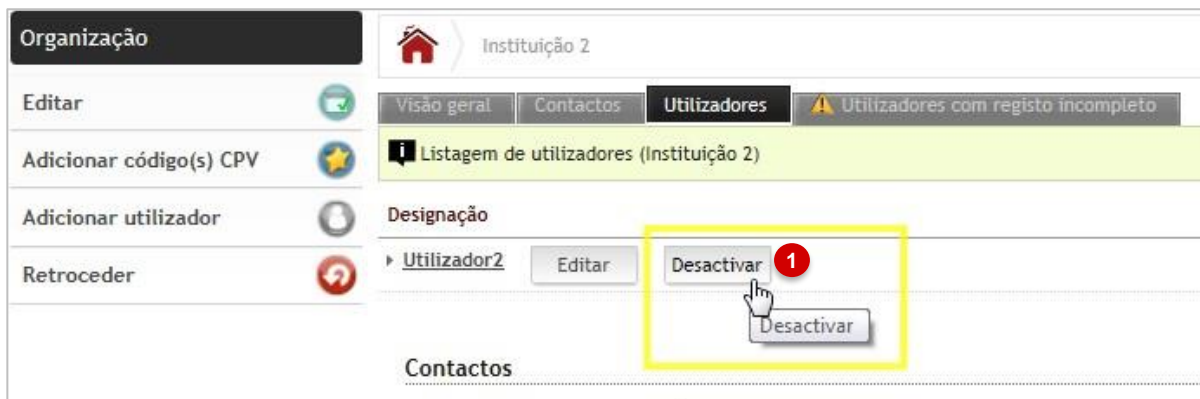 Organização
Editar
Adicionar código(s) CPV
Adicionar utilizador
Retroceder
Instituição 2
Visão geral Contactos Utilizadores Utilizadores com registo incompleto
Listagem de utilizadores (Instituição 2)
Designação
Utilizador2 Editar Desactivar 1
Desactivar
Contactos